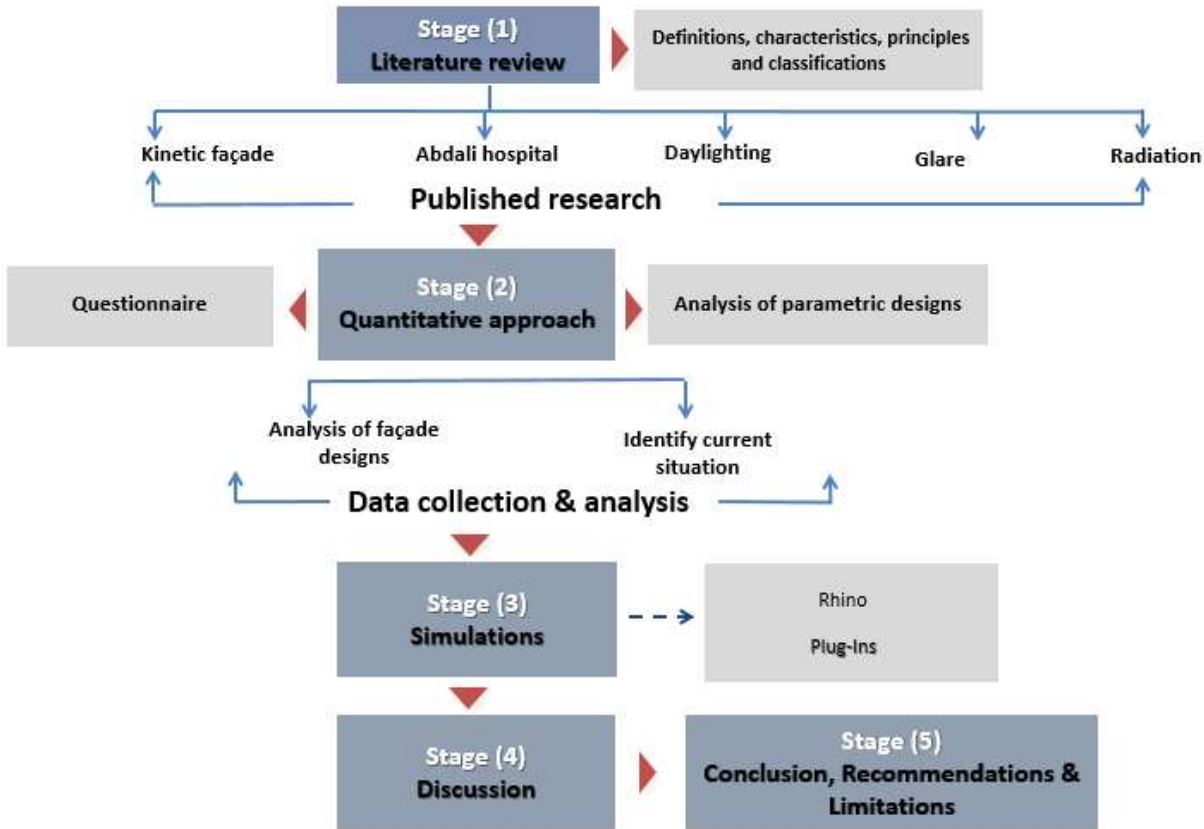 Stage (1)
Literature review
Definitions, characteristics, principles
and classifications
Kinetic façade
Abdali hospital
Daylighting
Glare
Radiation
Published research
Questionnaire
Stage (2)
Quantitative approach
Analysis of parametric designs
Analysis of façade
designs
Identify current
situation
Data collection & analysis
Stage (3)
Simulations
Rhino
Plug-Ins
Stage (4)
Discussion
Stage (5)
Conclusion, Recommendations &
Limitations